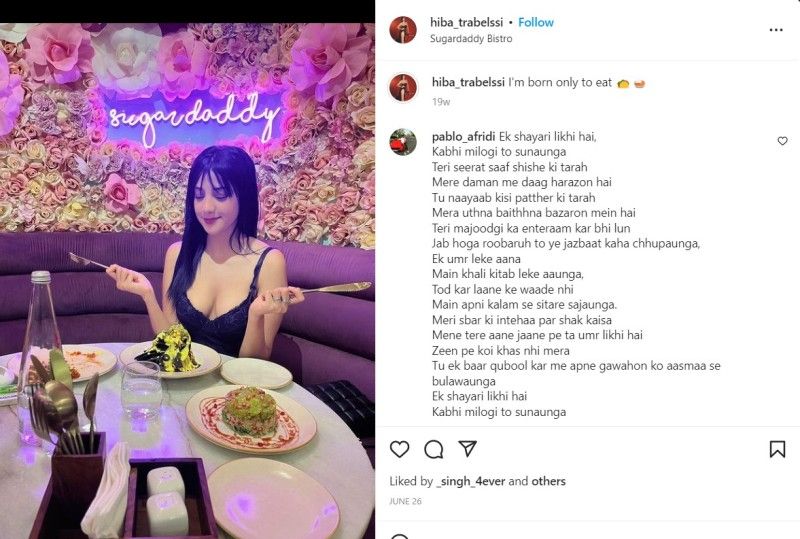 sugardaddy
hiba_trabelssi • Follow
Sugardaddy Bistro
hiba_trabelssi I'm born only to eat 🌮 🍛
19w
pablo_afridi Ek shayari likhi hai,
Kabhi milogi to sunaunga
Teri seerat saaf shishe ki tarah
Mere daman me daag harazon hai
Tu naayaab kisi patther ki tarah
Mera uthna baithhna bazaron mein hai
Teri majoodgi ka enteraam kar bhi lun
Jab hoga roobaruh to ye jazbaat kaha chhupaunga,
Ek umr leke aana
Main khali kitab leke aaunga,
Tod kar laane ke waade nhi
Main apni kalam se sitare sajaunga.
Meri sbar ki intehaa par shak kaisa
Mene tere aane jaane pe ta umr likhi hai
Zeen pe koi khas nhi mera
Tu ek baar qubool kar me apne gawahon ko aasmaa se
bulawaunga
Ek shayari likhi hai
Kabhi milogi to sunaunga
Liked by _singh_4ever and others
JUNE 26